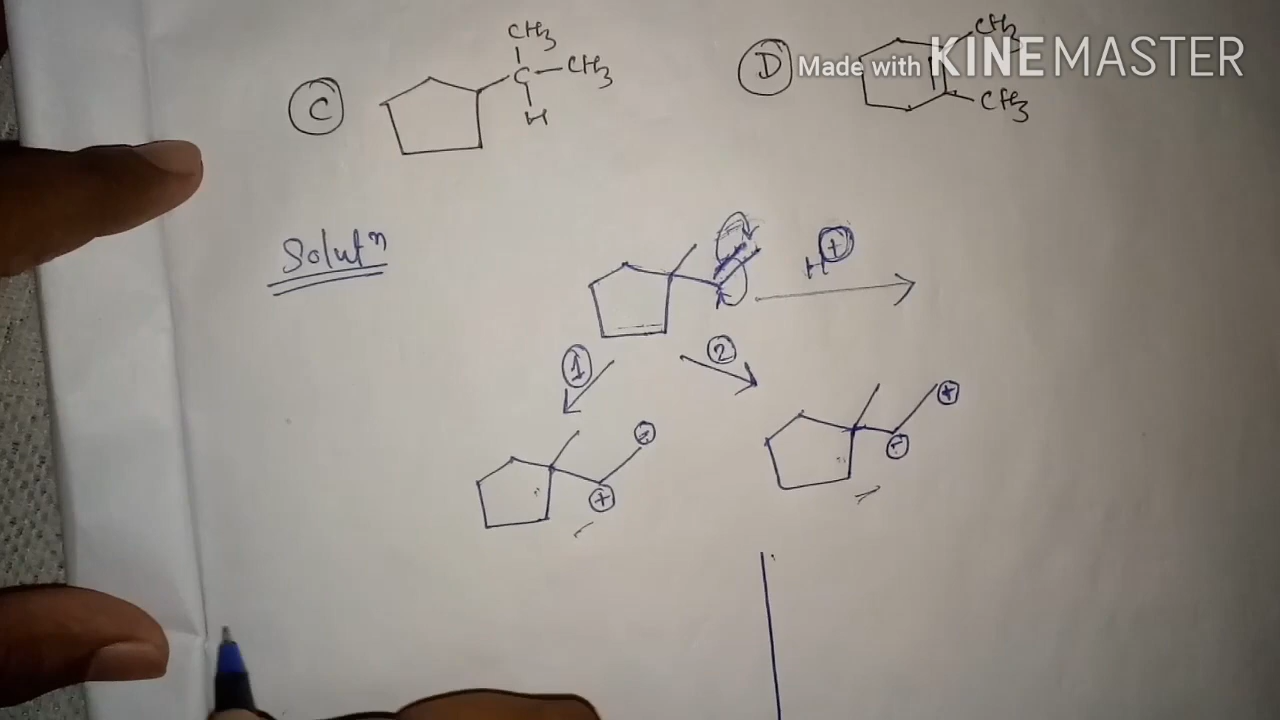 C
CH3
C-CH3
H
D
CH3
CH3
Made with KINEMASTER
Solutn
H+
1
2
+
-
-
+